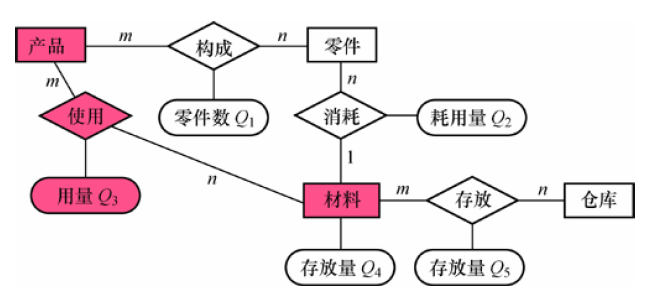 产品 m 构成 n 零件
m n
使用 零件数 Q1 消耗 耗用量 Q2
1
用量 Q3 n 材料 m 存放 n 仓库
存放量 Q4 存放量 Q5